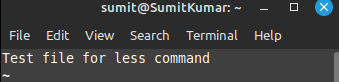 sumit@SumitKumar: ~
File Edit View Search Terminal Help
Test file for less command
~